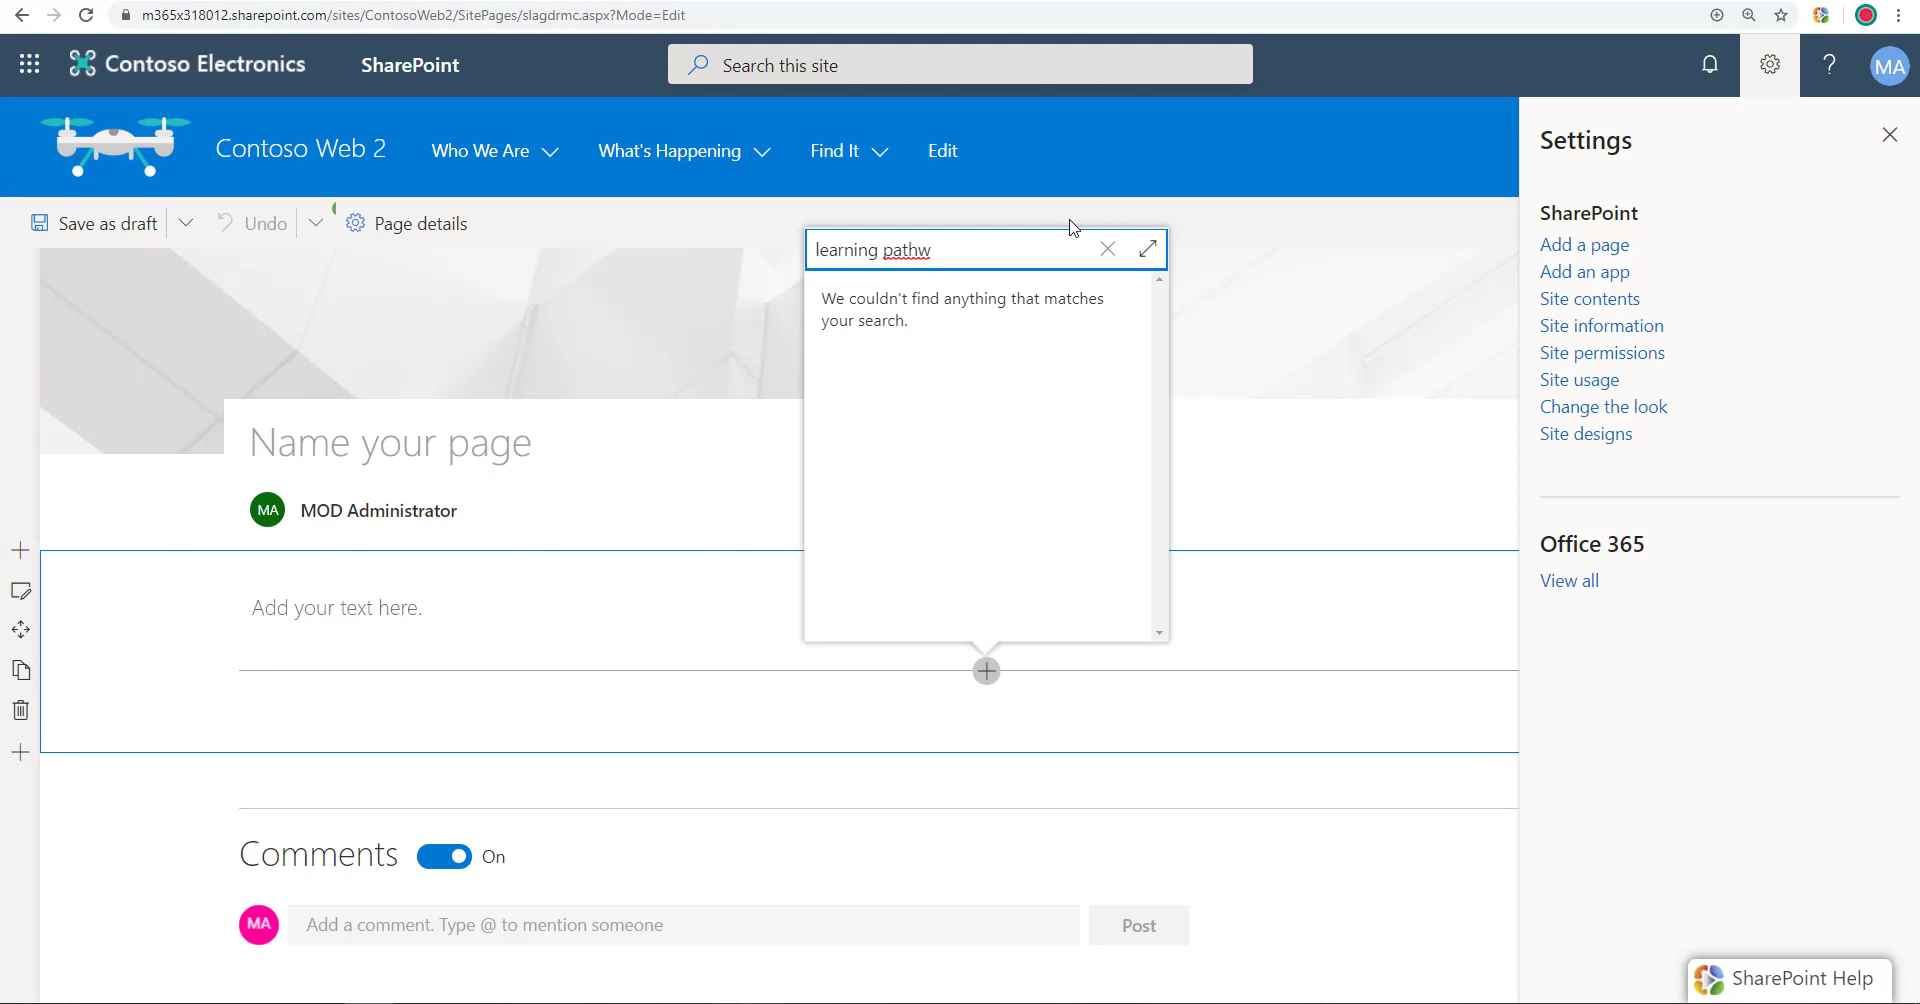 m365x318012.sharepoint.com/sites/ContosoWeb2/SitePages/slagdrmc.aspx?Mode=Edit
Contoso Electronics
SharePoint
Search this site
?
MA
Contoso Web 2
Who We Are
What's Happening
Find It
Edit
Save as draft
Undo
Page details
learning pathw
We couldn't find anything that matches
your search.
Name your page
MA
MOD Administrator
Add your text here.
Comments
On
MA
Add a comment. Type @ to mention someone
Post
Settings
SharePoint
Add a page
Add an app
Site contents
Site information
Site permissions
Site usage
Change the look
Site designs
Office 365
View all
SharePoint Help